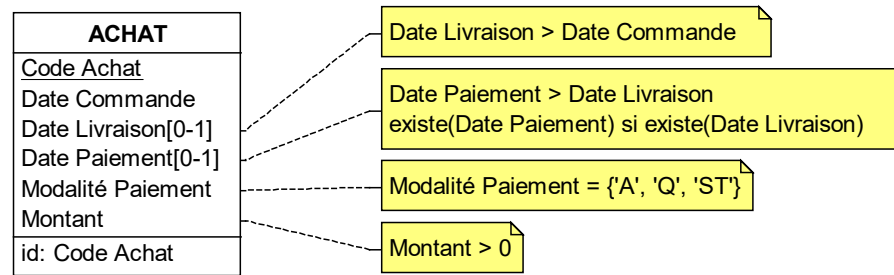 ACHAT
Code Achat
Date Commande
Date Livraison[0-1]
Date Paiement[0-1]
Modalité Paiement
Montant
id: Code Achat
Date Livraison > Date Commande
Date Paiement > Date Livraison
existe(Date Paiement) si existe(Date Livraison)
Modalité Paiement = {'A', 'Q', 'ST'}
Montant > 0